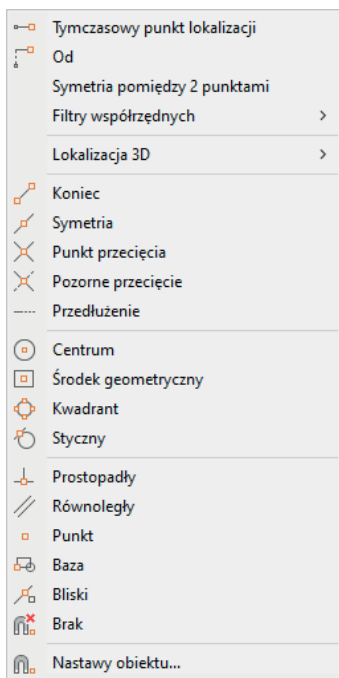 Tymczasowy punkt lokalizacji
Od
Symetria pomiędzy 2 punktami
Filtry współrzędnych
Lokalizacja 3D
Koniec
Symetria
Punkt przecięcia
Pozorne przecięcie
Przedłużenie
Centrum
Środek geometryczny
Kwadrant
Styczny
Prostopadły
Równoległy
Punkt
Baza
Bliski
Brak
Nastawy obiektu...